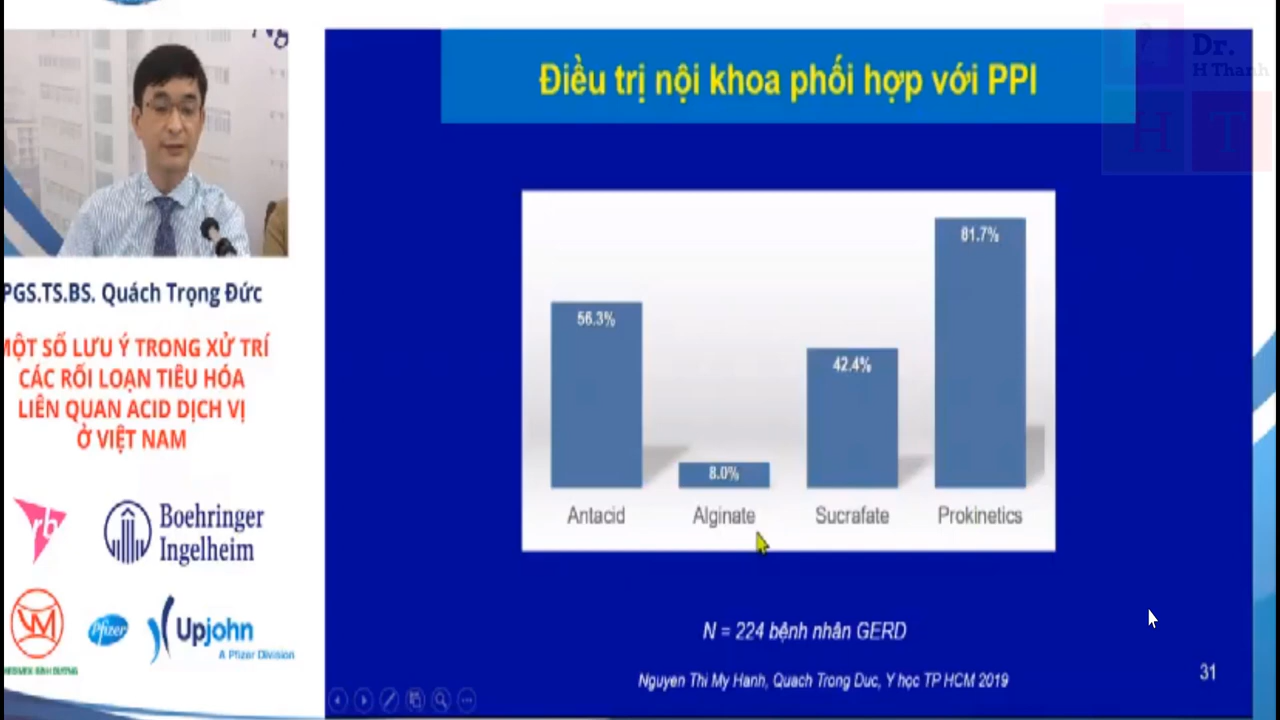 Ng
PGS.TS.BS. Quách Trọng Đức
MỘT SỐ LƯU Ý TRONG XỬ TRÍ
CÁC RỐI LOẠN TIÊU HÓA
LIÊN QUAN ACID DỊCH VỊ
Ở VIỆT NAM
rb
Boehringer
Ingelheim
Pfizer
Upjohn
A Pfizer Division
Điều trị nội khoa phối hợp với PPI
56.3%
8.0%
42.4%
81.7%
Antacid
Alginate
Sucrafate
Prokinetics
N = 224 bệnh nhân GERD
Nguyen Thi My Hanh, Quach Trong Duc, Y học TP HCM 2019
31
Dr.
H Thanh
H T